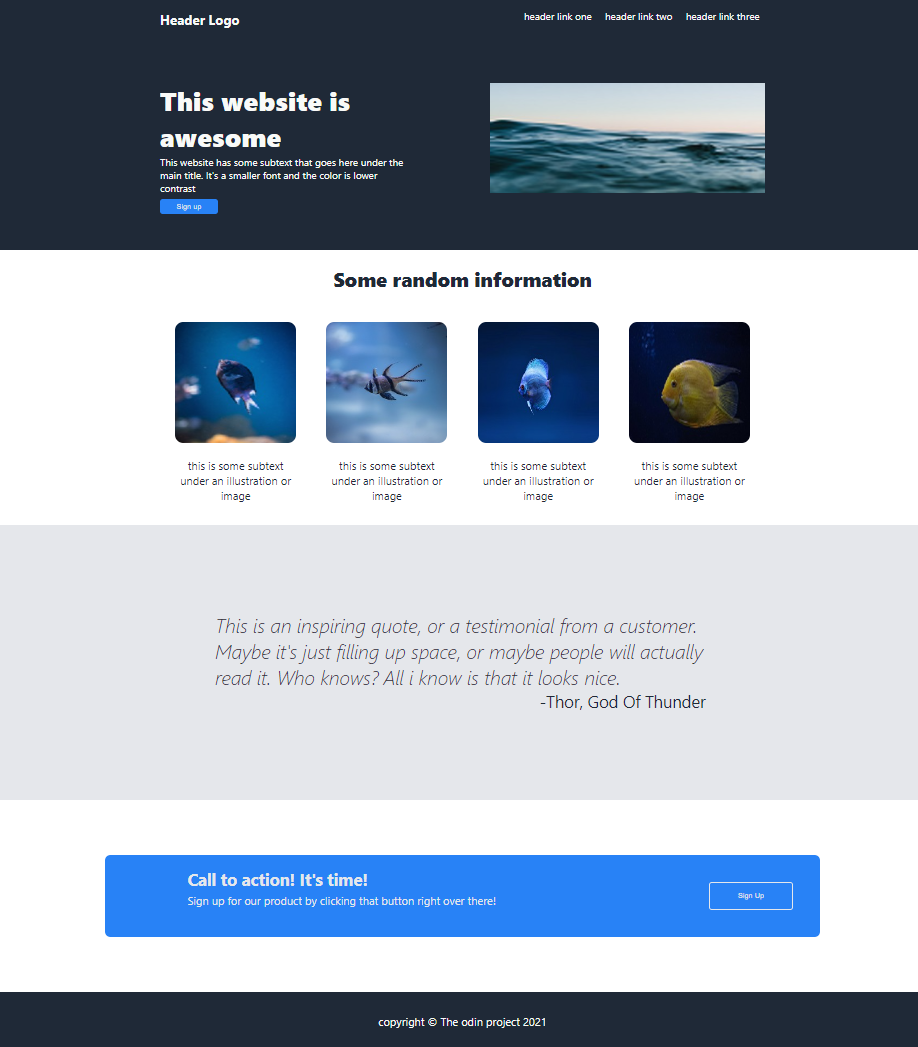 Header Logo
header link one header link two header link three
This website is
awesome
This website has some subtext that goes here under the
main title. It's a smaller font and the color is lower
contrast
Sign up
Some random information
this is some subtext
under an illustration or
image
this is some subtext
under an illustration or
image
this is some subtext
under an illustration or
image
this is some subtext
under an illustration or
image
This is an inspiring quote, or a testimonial from a customer.
Maybe it's just filling up space, or maybe people will actually
read it. Who knows? All i know is that it looks nice.
-Thor, God Of Thunder
Call to action! It's time!
Sign up for our product by clicking that button right over there!
Sign Up
copyright © The odin project 2021